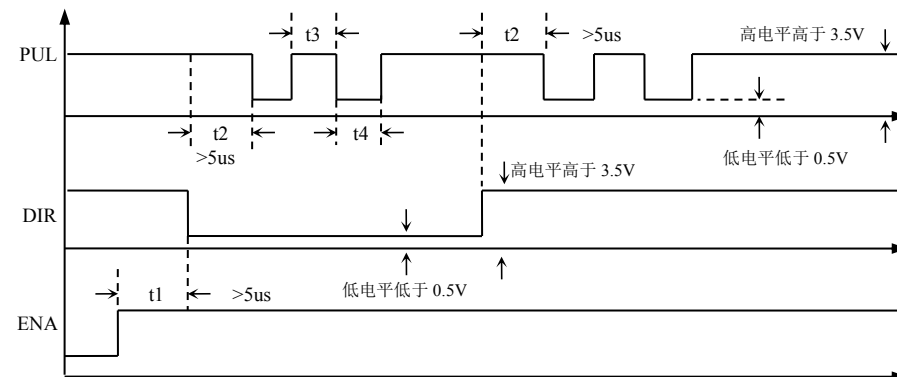 t3
t2
>5us
高电平高于 3.5V
PUL
t2
t4
>5us
低电平低于 0.5V
高电平高于 3.5V
DIR
低电平低于 0.5V
t1
>5us
ENA